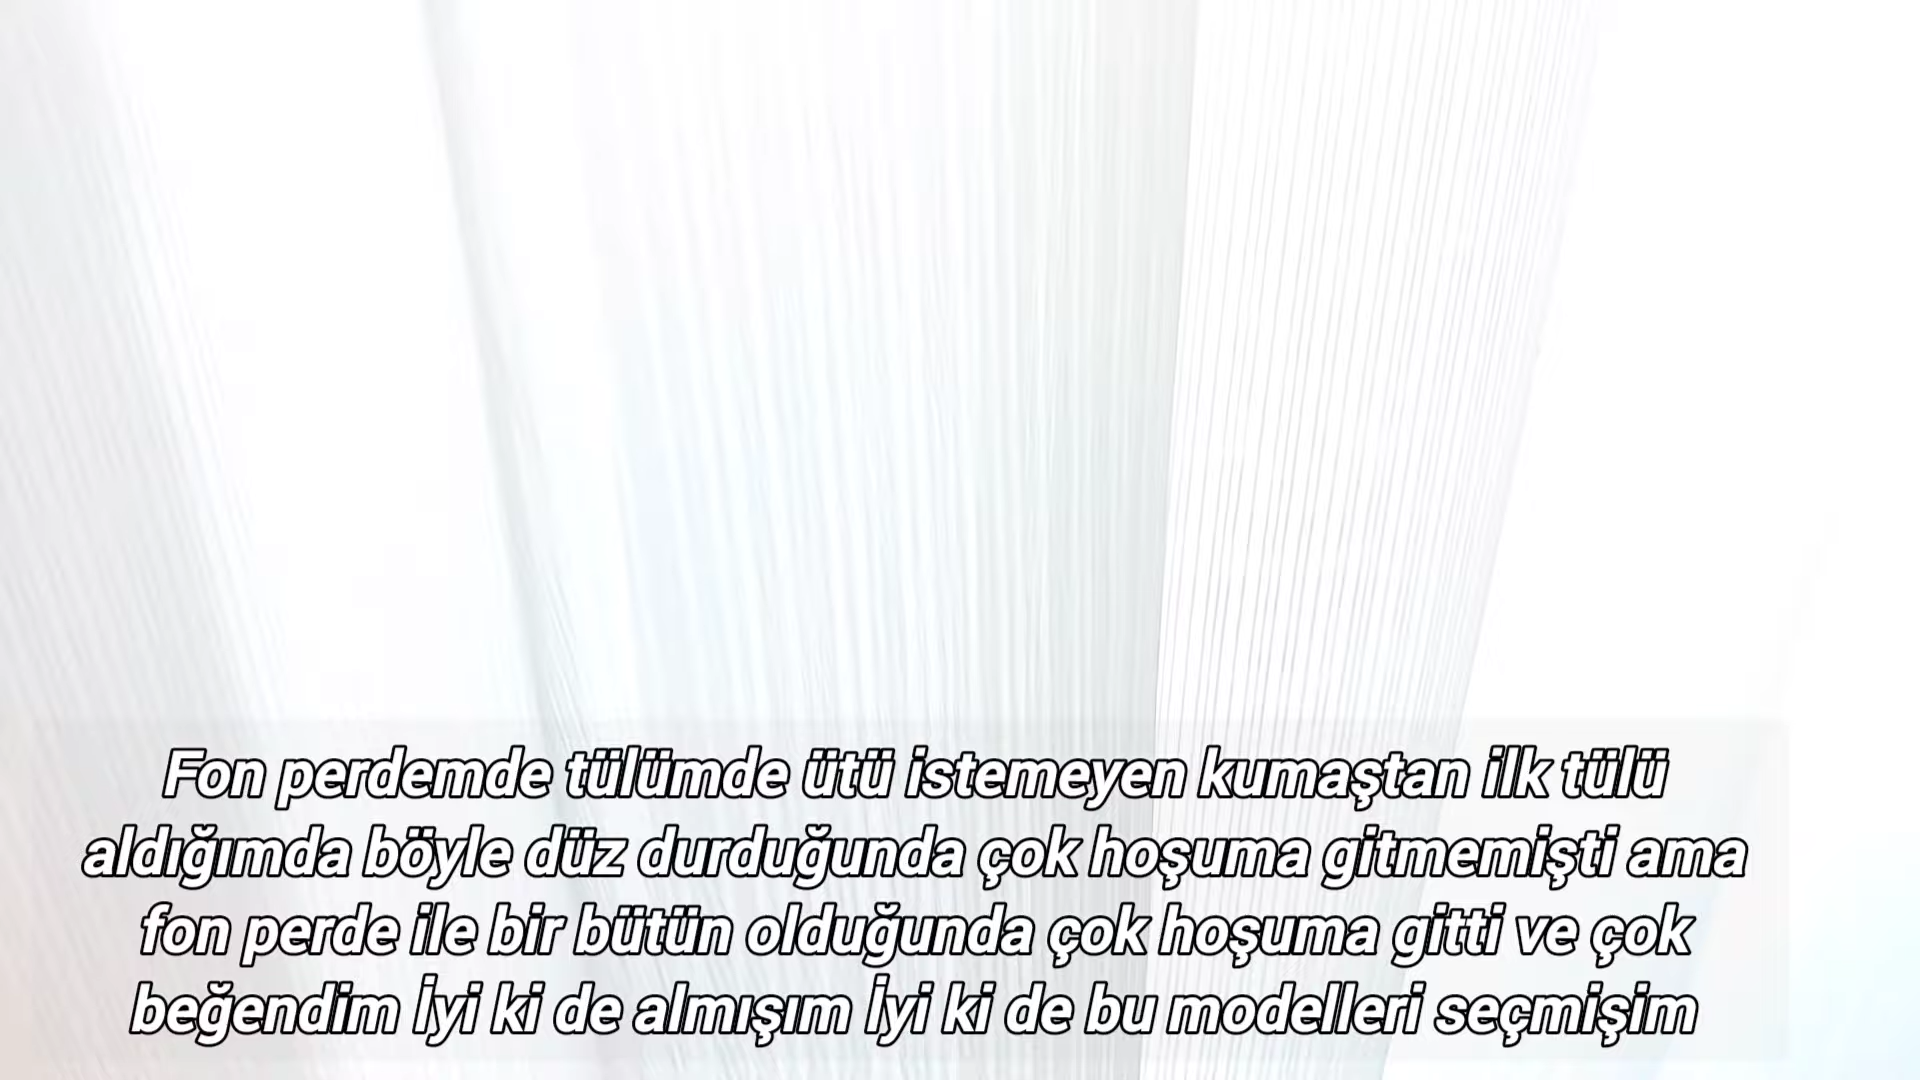 Fon perdemde tülümde ütü istemeyen kumaştan ilk tülü
aldığımda böyle düz durduğunda çok hoşuma gitmemişti ama
fon perde ile bir bütün olduğunda çok hoşuma gitti ve çok
beğendim İyi ki de almışım İyi ki de bu modelleri seçmişim